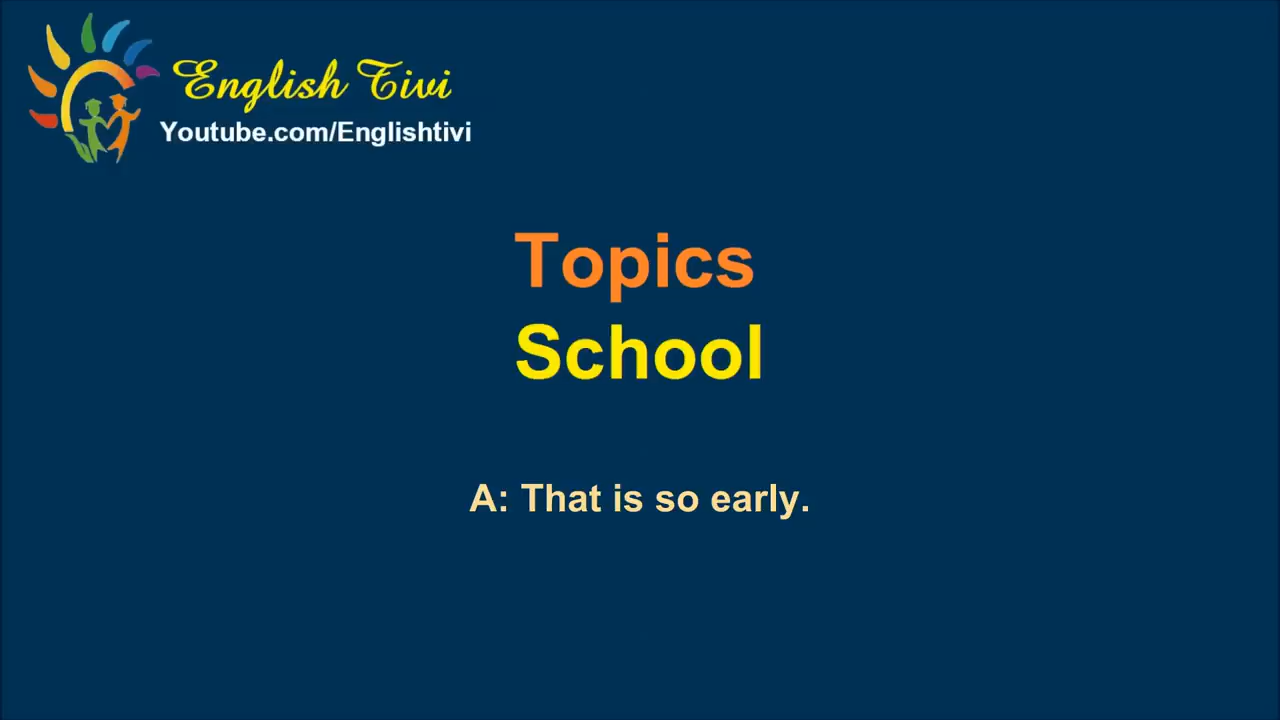 English Tivi
Youtube.com/Englishtivi
Topics
School
A: That is so early.